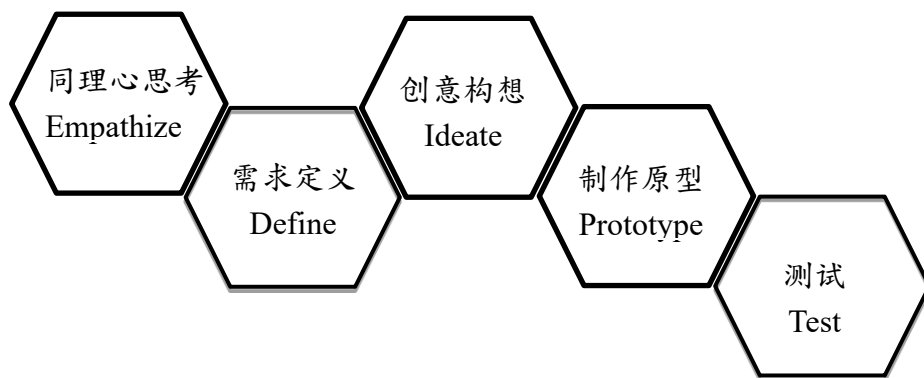 同理心思考
Empathize
需求定义
Define
创意构想
Ideate
制作原型
Prototype
测试
Test